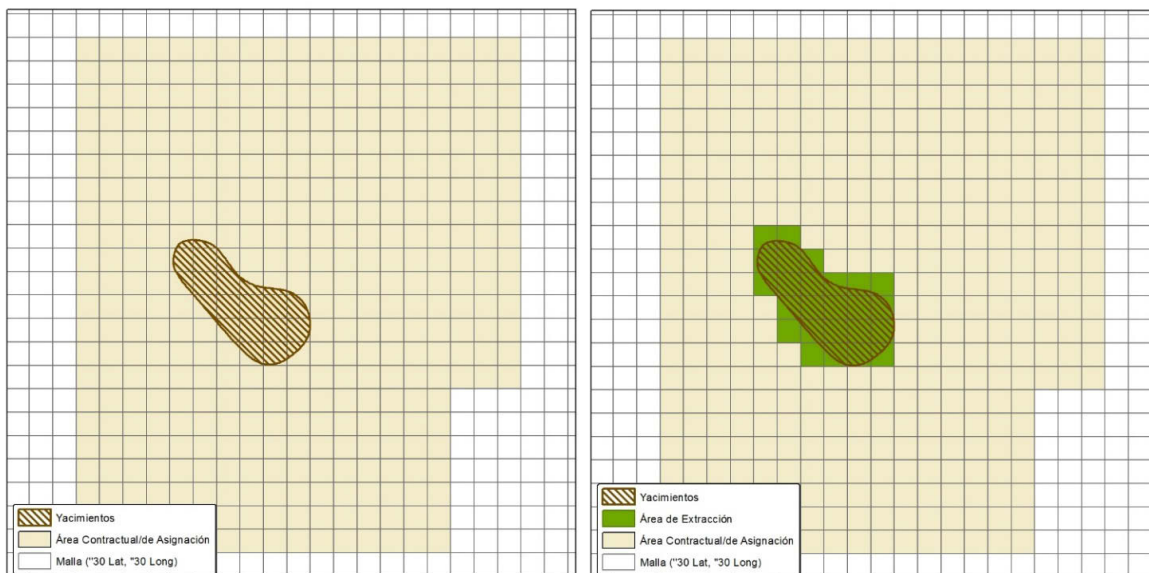 Yacimientos
Área Contractual/de Asignación
Malla ("30 Lat, "30 Long)
Yacimientos
Área de Extracción
Área Contractual/de Asignación
Malla ("30 Lat, "30 Long)